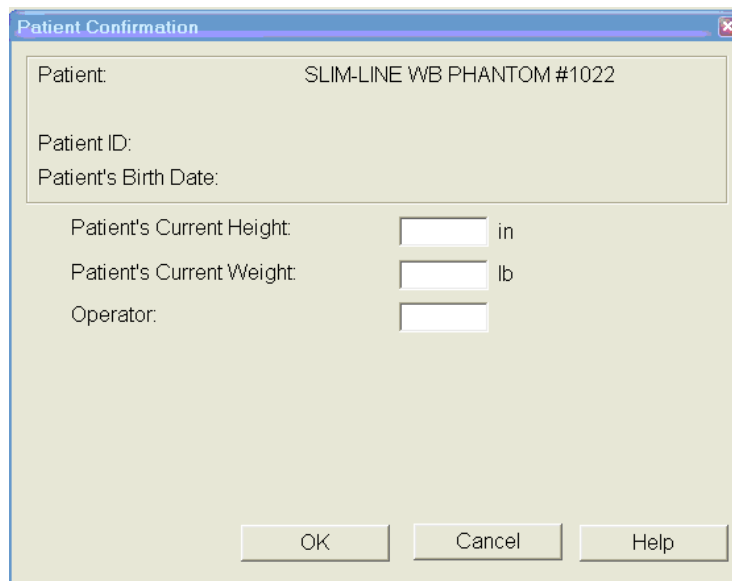 Patient Confirmation
Patient: SLIM-LINE WB PHANTOM #1022
Patient ID:
Patient's Birth Date:
Patient's Current Height: in
Patient's Current Weight: lb
Operator:
OK Cancel Help